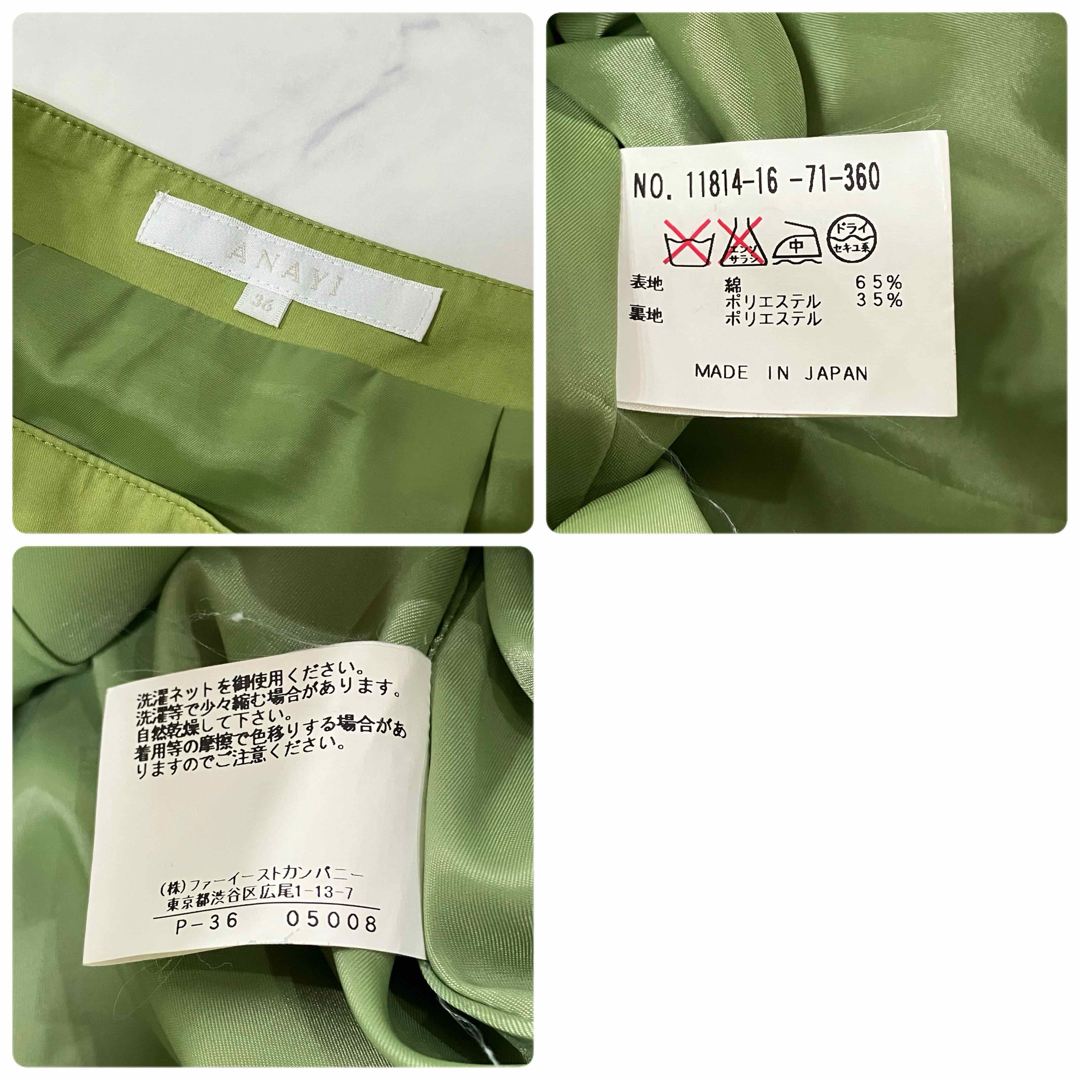 ANAYI
36
NO. 11814-16 -71-360
エンソ
サラシ
中
ドライ
セキユ系
表地 綿 65%
ポリエステル 35%
裏地 ポリエステル
MADE IN JAPAN
洗濯ネットを御使用ください。
洗濯等で少々縮む場合があります。
自然乾燥して下さい。
着用等の摩擦で色移りする場合があ
りますのでご注意ください。
(株)ファーイーストカンパニー
東京都渋谷区広尾1-13-7
P-36 05008